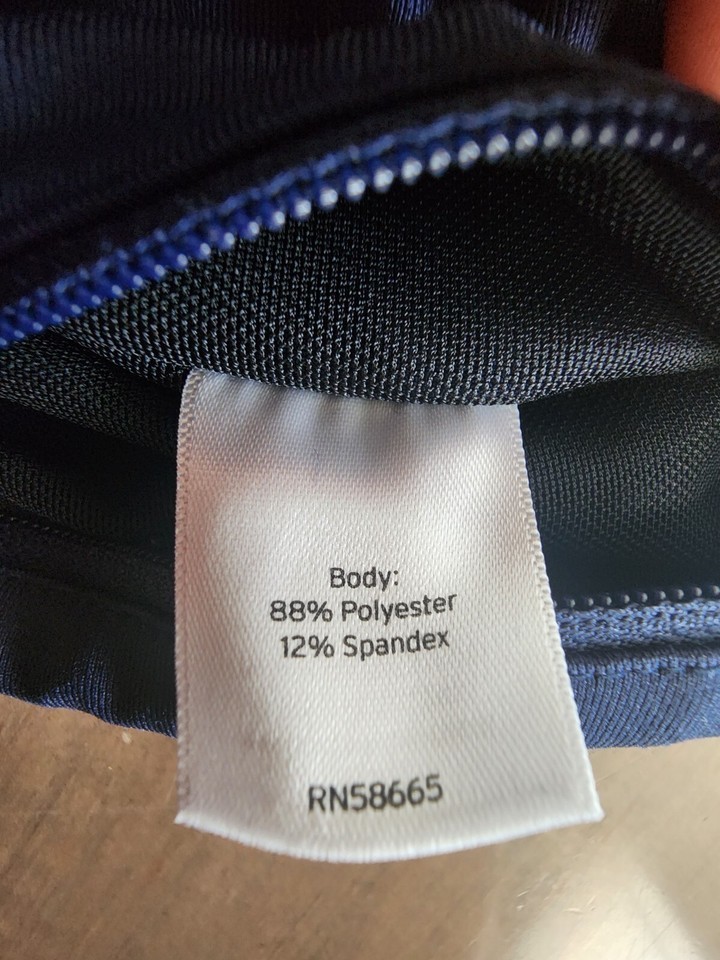 Body:
88% Polyester
12% Spandex
RN58665